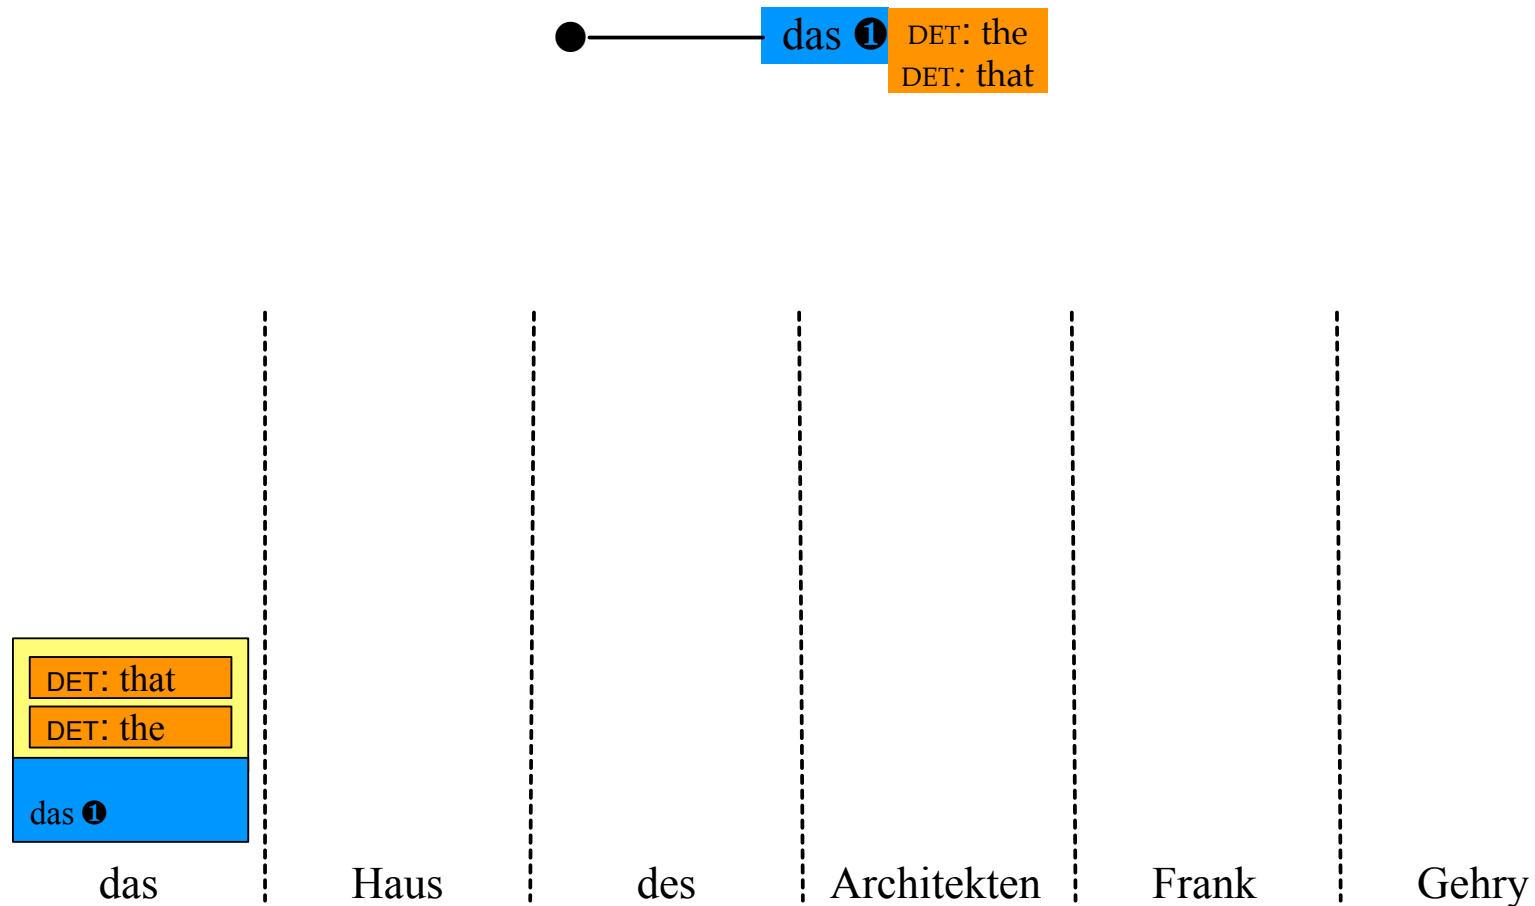 das ❶ DET: the
DET: that
DET: that
DET: the
das ❶
das Haus des Architekten Frank Gehry